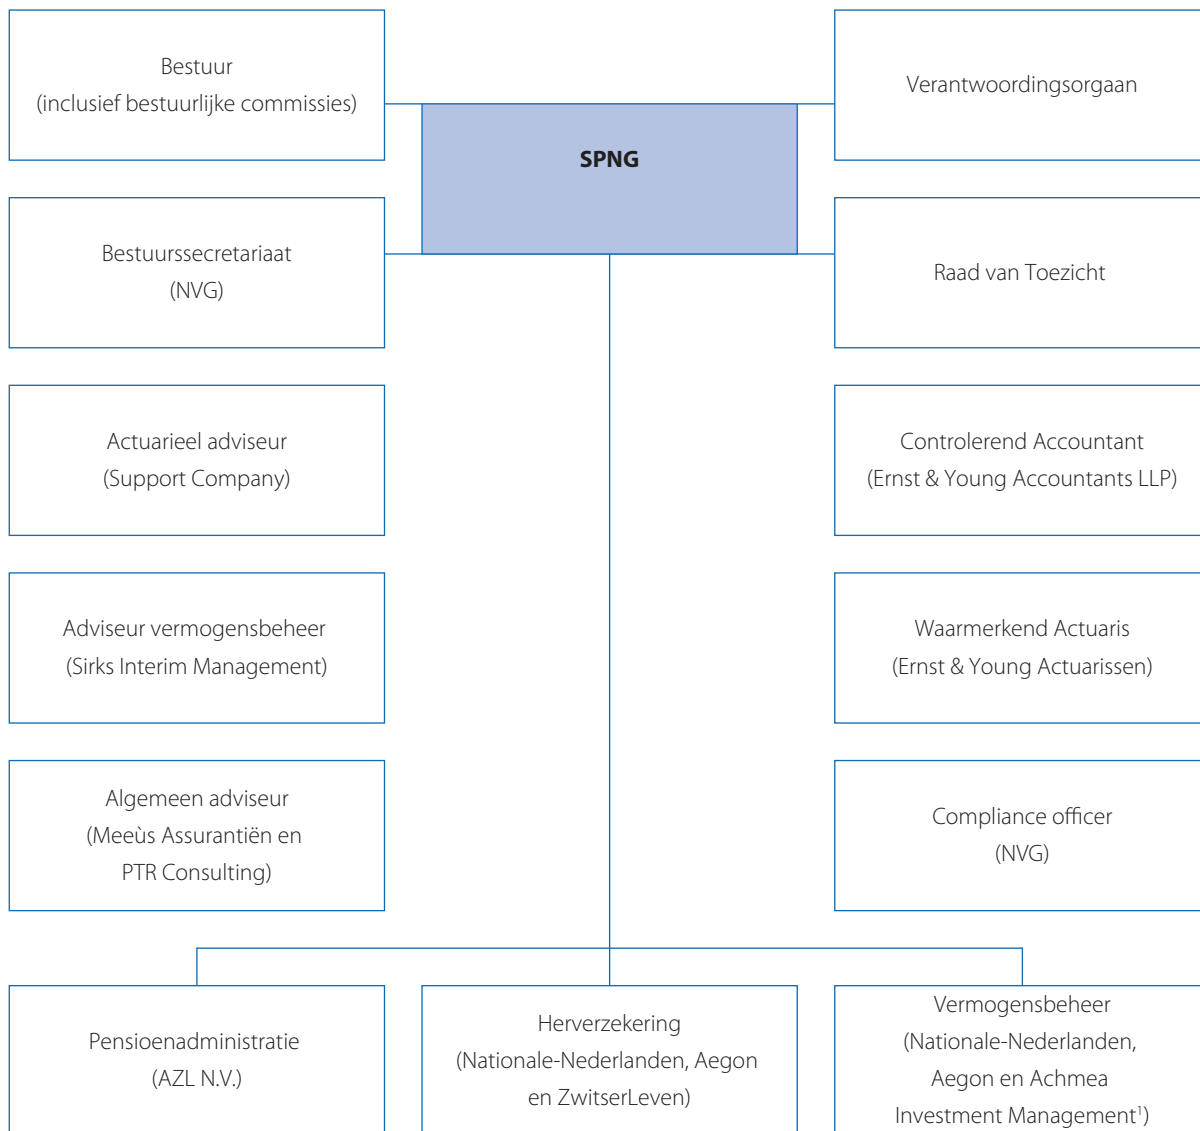 Bestuur
(inclusief bestuurlijke commissies)
Verantwoordingsorgaan
SPNG
Bestuurssecretariaat
(NVG)
Raad van Toezicht
Actuarieel adviseur
(Support Company)
Controlerend Accountant
(Ernst & Young Accountants LLP)
Adviseur vermogensbeheer
(Sirks Interim Management)
Waarmerkend Actuaris
(Ernst & Young Actuarissen)
Algemeen adviseur
(Meeùs Assurantiën en
PTR Consulting)
Compliance officer
(NVG)
Pensioenadministratie
(AZL N.V.)
Herverzekering
(Nationale-Nederlanden, Aegon
en ZwitserLeven)
Vermogensbeheer
(Nationale-Nederlanden,
Aegon en Achmea
Investment Management¹)